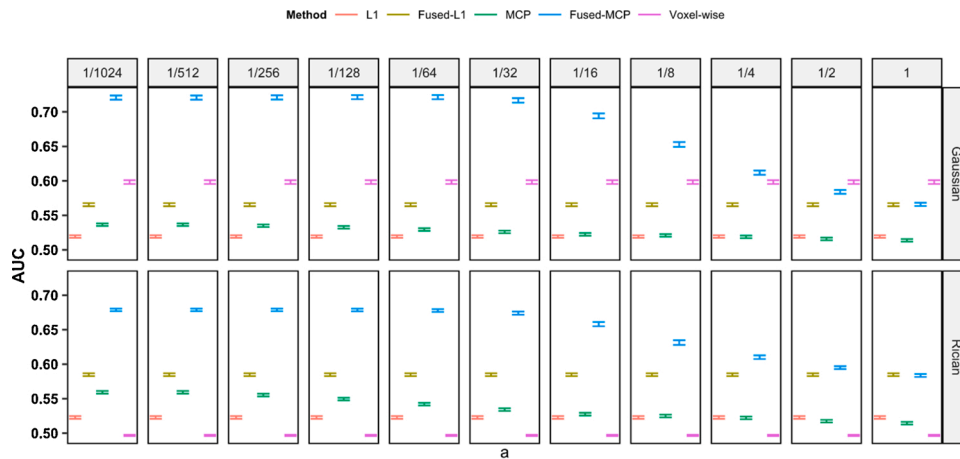 Method L1 Fused-L1 MCP Fused-MCP Voxel-wise
1/1024 1/512 1/256 1/128 1/64 1/32 1/16 1/8 1/4 1/2 1
0.70
0.65
0.60
0.55
0.50
Gaussian
AUC
0.70
0.65
0.60
0.55
0.50
Rician
a